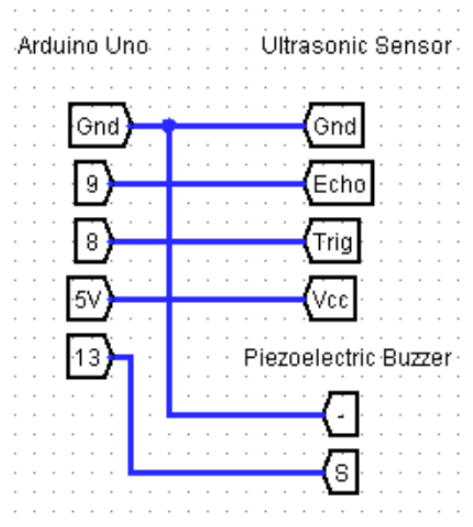 Arduino Uno Ultrasonic Sensor
Gnd Gnd
9 Echo
8 Trig
5V Vcc
13 Piezoelectric Buzzer
-
S